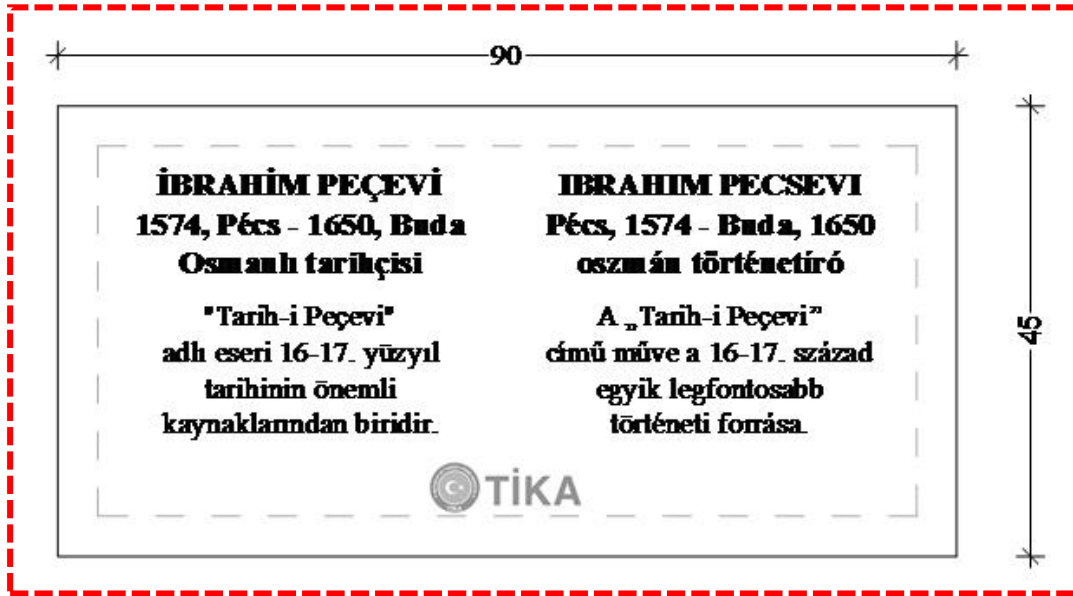 90
İBRAHİM PEÇEVİ
1574, Pécs - 1650, Buda
Osmanlı tarihçisi
"Tarih-i Peçevi"
adlı eseri 16-17. yüzyıl
tarihinin önemli
kaynaklarından biridir.
IBRAHIM PECSEVI
Pécs, 1574 - Buda, 1650
oszmán történetíró
A „Tarih-i Peçevi”
című műve a 16-17. század
egyik legfontosabb
történeti forrása.
45
TİKA